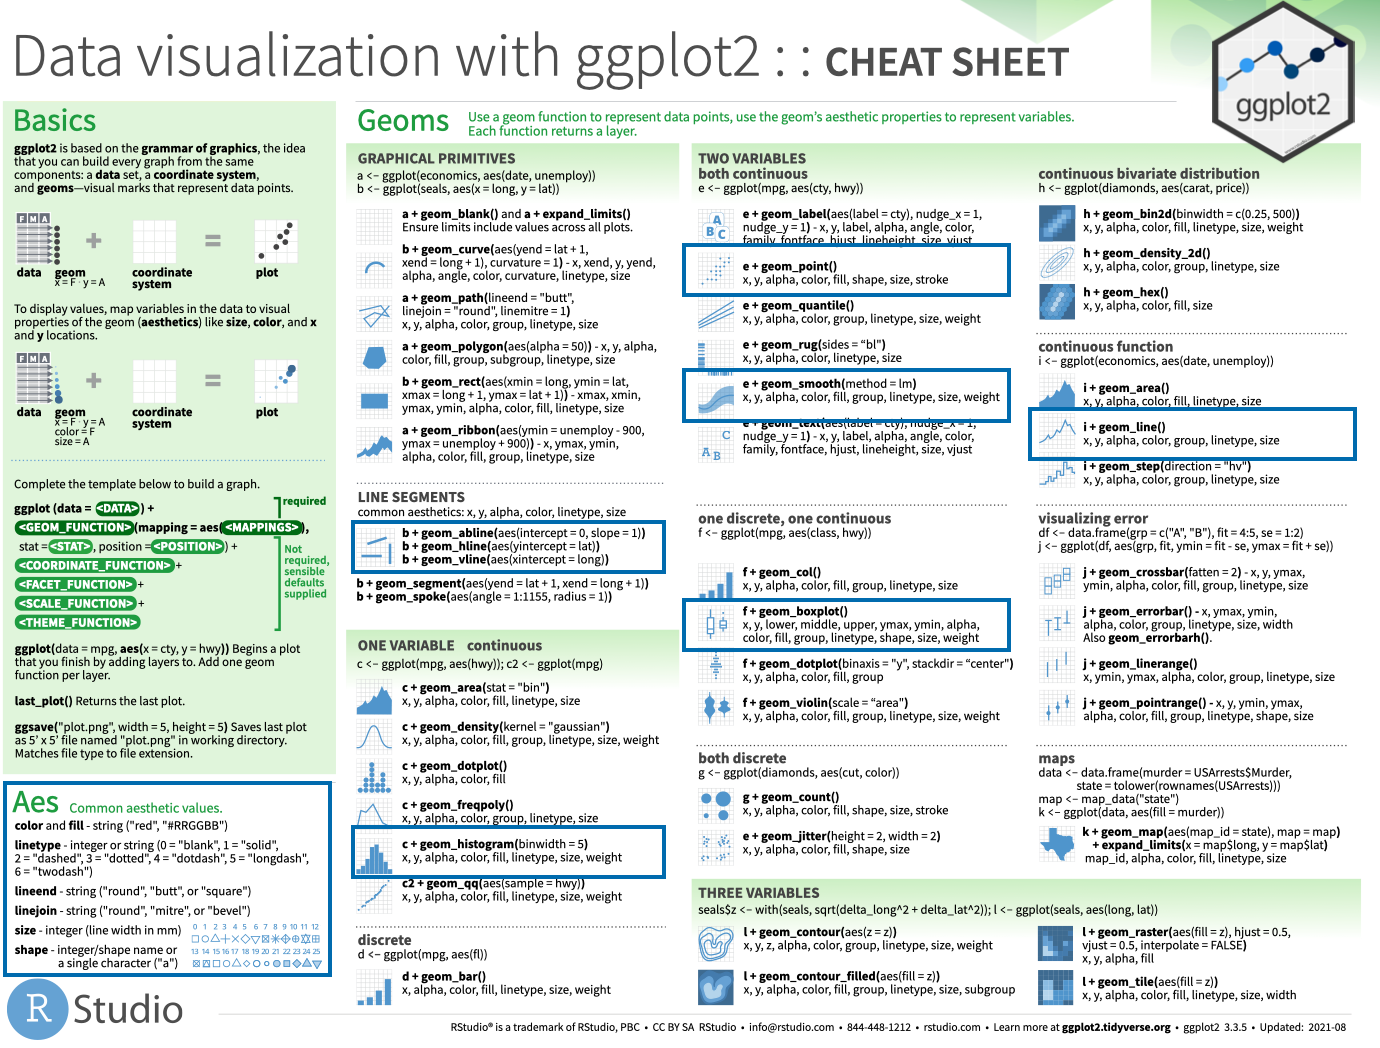 Data visualization with ggplot2 : : CHEAT SHEET
ggplot2
www.rstudio.com
Basics
ggplot2 is based on the grammar of graphics, the idea
that you can build every graph from the same
components: a data set, a coordinate system,
and geoms—visual marks that represent data points.
F M A
+
=
data
geom
x = F · y = A
coordinate
system
plot
To display values, map variables in the data to visual
properties of the geom (aesthetics) like size, color, and x
and y locations.
F M A
+
=
data
geom
x = F · y = A
color = F
size = A
coordinate
system
plot
Complete the template below to build a graph.
required
ggplot (data = <DATA>) +
<GEOM_FUNCTION>(mapping = aes(<MAPPINGS>),
stat = <STAT>, position = <POSITION>) +
<COORDINATE_FUNCTION> +
<FACET_FUNCTION> +
<SCALE_FUNCTION> +
<THEME_FUNCTION>
Not
required,
sensible
defaults
supplied
ggplot(data = mpg, aes(x = cty, y = hwy)) Begins a plot
that you finish by adding layers to. Add one geom
function per layer.
last_plot() Returns the last plot.
ggsave("plot.png", width = 5, height = 5) Saves last plot
as 5’ x 5’ file named "plot.png" in working directory.
Matches file type to file extension.
Aes Common aesthetic values.
color and fill - string ("red", "#RRGGBB")
linetype - integer or string (0 = "blank", 1 = "solid",
2 = "dashed", 3 = "dotted", 4 = "dotdash", 5 = "longdash",
6 = "twodash")
lineend - string ("round", "butt", or "square")
linejoin - string ("round", "mitre", or "bevel")
size - integer (line width in mm)
0 1 2 3 4 5 6 7 8 9 10 11 12
shape - integer/shape name or
13 14 15 16 17 18 19 20 21 22 23 24 25
a single character ("a")
R Studio
Geoms
Use a geom function to represent data points, use the geom’s aesthetic properties to represent variables.
Each function returns a layer.
GRAPHICAL PRIMITIVES
a <- ggplot(economics, aes(date, unemploy))
b <- ggplot(seals, aes(x = long, y = lat))
a + geom_blank() and a + expand_limits()
Ensure limits include values across all plots.
b + geom_curve(aes(yend = lat + 1,
xend = long + 1), curvature = 1) - x, xend, y, yend,
alpha, angle, color, curvature, linetype, size
a + geom_path(lineend = "butt",
linejoin = "round", linemitre = 1)
x, y, alpha, color, group, linetype, size
a + geom_polygon(aes(alpha = 50)) - x, y, alpha,
color, fill, group, subgroup, linetype, size
b + geom_rect(aes(xmin = long, ymin = lat,
xmax = long + 1, ymax = lat + 1)) - xmax, xmin,
ymax, ymin, alpha, color, fill, linetype, size
a + geom_ribbon(aes(ymin = unemploy - 900,
ymax = unemploy + 900)) - x, ymax, ymin,
alpha, color, fill, group, linetype, size
LINE SEGMENTS
common aesthetics: x, y, alpha, color, linetype, size
b + geom_abline(aes(intercept = 0, slope = 1))
b + geom_hline(aes(yintercept = lat))
b + geom_vline(aes(xintercept = long))
b + geom_segment(aes(yend = lat + 1, xend = long + 1))
b + geom_spoke(aes(angle = 1:1155, radius = 1))
ONE VARIABLE continuous
c <- ggplot(mpg, aes(hwy)); c2 <- ggplot(mpg)
c + geom_area(stat = "bin")
x, y, alpha, color, fill, linetype, size
c + geom_density(kernel = "gaussian")
x, y, alpha, color, fill, group, linetype, size, weight
c + geom_dotplot()
x, y, alpha, color, fill
c + geom_freqpoly()
x, y, alpha, color, group, linetype, size
c + geom_histogram(binwidth = 5)
x, y, alpha, color, fill, linetype, size, weight
c2 + geom_qq(aes(sample = hwy))
x, y, alpha, color, fill, linetype, size, weight
discrete
d <- ggplot(mpg, aes(fl))
d + geom_bar()
x, alpha, color, fill, linetype, size, weight
TWO VARIABLES
both continuous
e <- ggplot(mpg, aes(cty, hwy))
A
B
C
e + geom_label(aes(label = cty), nudge_x = 1,
nudge_y = 1) - x, y, label, alpha, angle, color,
family, fontface, hjust, lineheight, size, vjust
e + geom_point()
x, y, alpha, color, fill, shape, size, stroke
e + geom_quantile()
x, y, alpha, color, group, linetype, size, weight
e + geom_rug(sides = “bl")
x, y, alpha, color, linetype, size
e + geom_smooth(method = lm)
x, y, alpha, color, fill, group, linetype, size, weight
C
A B
e + geom_text(aes(label = cty), nudge_x = 1,
nudge_y = 1) - x, y, label, alpha, angle, color,
family, fontface, hjust, lineheight, size, vjust
one discrete, one continuous
f <- ggplot(mpg, aes(class, hwy))
f + geom_col()
x, y, alpha, color, fill, group, linetype, size
f + geom_boxplot()
x, y, lower, middle, upper, ymax, ymin, alpha,
color, fill, group, linetype, shape, size, weight
f + geom_dotplot(binaxis = "y", stackdir = “center")
x, y, alpha, color, fill, group
f + geom_violin(scale = “area")
x, y, alpha, color, fill, group, linetype, size, weight
both discrete
g <- ggplot(diamonds, aes(cut, color))
g + geom_count()
x, y, alpha, color, fill, shape, size, stroke
e + geom_jitter(height = 2, width = 2)
x, y, alpha, color, fill, shape, size
continuous bivariate distribution
h <- ggplot(diamonds, aes(carat, price))
h + geom_bin2d(binwidth = c(0.25, 500))
x, y, alpha, color, fill, linetype, size, weight
h + geom_density_2d()
x, y, alpha, color, group, linetype, size
h + geom_hex()
x, y, alpha, color, fill, size
continuous function
i <- ggplot(economics, aes(date, unemploy))
i + geom_area()
x, y, alpha, color, fill, linetype, size
i + geom_line()
x, y, alpha, color, group, linetype, size
i + geom_step(direction = "hv")
x, y, alpha, color, group, linetype, size
visualizing error
df <- data.frame(grp = c("A", "B"), fit = 4:5, se = 1:2)
j <- ggplot(df, aes(grp, fit, ymin = fit - se, ymax = fit + se))
j + geom_crossbar(fatten = 2) - x, y, ymax,
ymin, alpha, color, fill, group, linetype, size
j + geom_errorbar() - x, ymax, ymin,
alpha, color, group, linetype, size, width
Also geom_errorbarh().
j + geom_linerange()
x, ymin, ymax, alpha, color, group, linetype, size
j + geom_pointrange() - x, y, ymin, ymax,
alpha, color, fill, group, linetype, shape, size
maps
data <- data.frame(murder = USArrests$Murder,
state = tolower(rownames(USArrests)))
map <- map_data("state")
k <- ggplot(data, aes(fill = murder))
k + geom_map(aes(map_id = state), map = map)
+ expand_limits(x = map$long, y = map$lat)
map_id, alpha, color, fill, linetype, size
THREE VARIABLES
seals$z <- with(seals, sqrt(delta_long^2 + delta_lat^2)); l <- ggplot(seals, aes(long, lat))
l + geom_contour(aes(z = z))
x, y, z, alpha, color, group, linetype, size, weight
l + geom_contour_filled(aes(fill = z))
x, y, alpha, color, fill, group, linetype, size, subgroup
l + geom_raster(aes(fill = z), hjust = 0.5,
vjust = 0.5, interpolate = FALSE)
x, y, alpha, fill
l + geom_tile(aes(fill = z))
x, y, alpha, color, fill, linetype, size, width
RStudio® is a trademark of RStudio, PBC • CC BY SA RStudio • info@rstudio.com • 844-448-1212 • rstudio.com • Learn more at ggplot2.tidyverse.org • ggplot2 3.3.5 • Updated: 2021-08